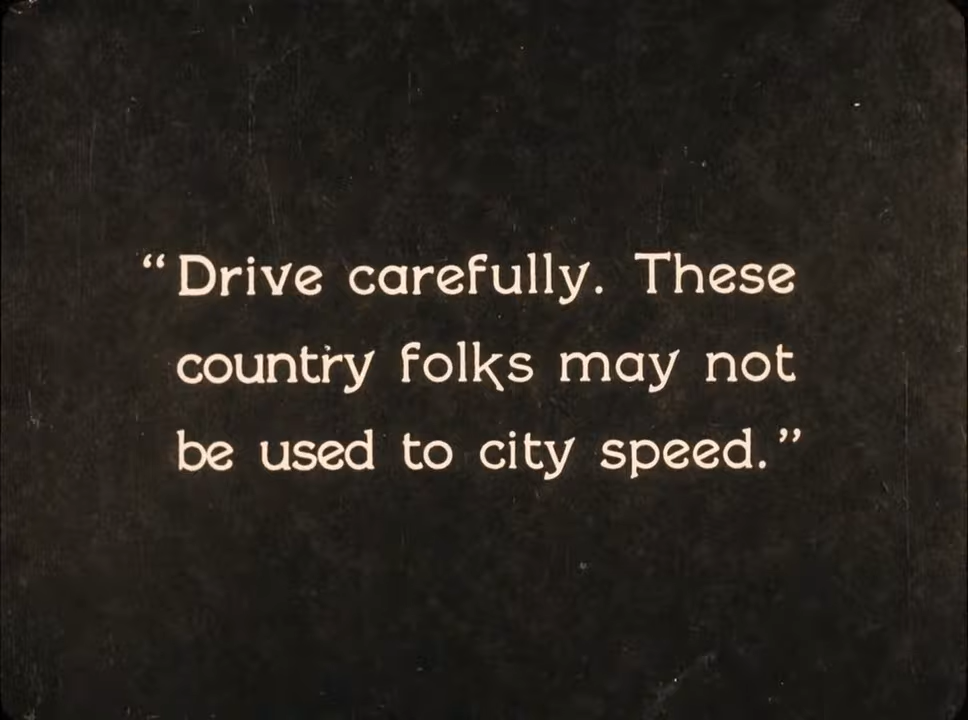 “Drive carefully. These
country folks may not
be used to city speed.”